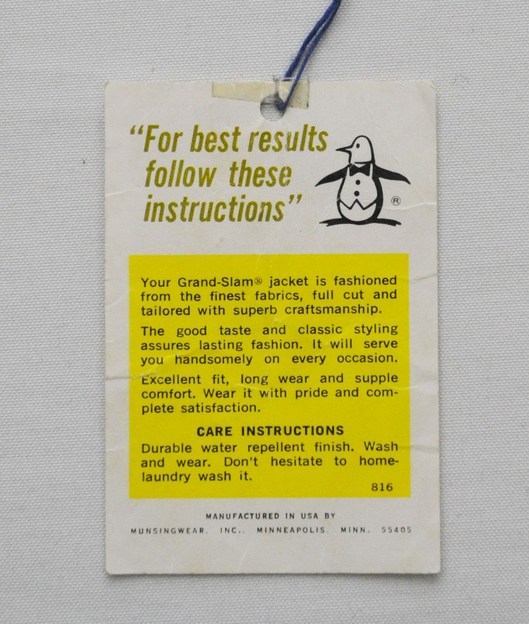 “For best results
follow these
instructions”
®
Your Grand-Slam® jacket is fashioned
from the finest fabrics, full cut and
tailored with superb craftsmanship.
The good taste and classic styling
assures lasting fashion. It will serve
you handsomely on every occasion.
Excellent fit, long wear and supple
comfort. Wear it with pride and com-
plete satisfaction.
CARE INSTRUCTIONS
Durable water repellent finish. Wash
and wear. Don't hesitate to home-
laundry wash it.
816
MANUFACTURED IN USA BY
MUNSINGWEAR, INC., MINNEAPOLIS, MINN. 55405